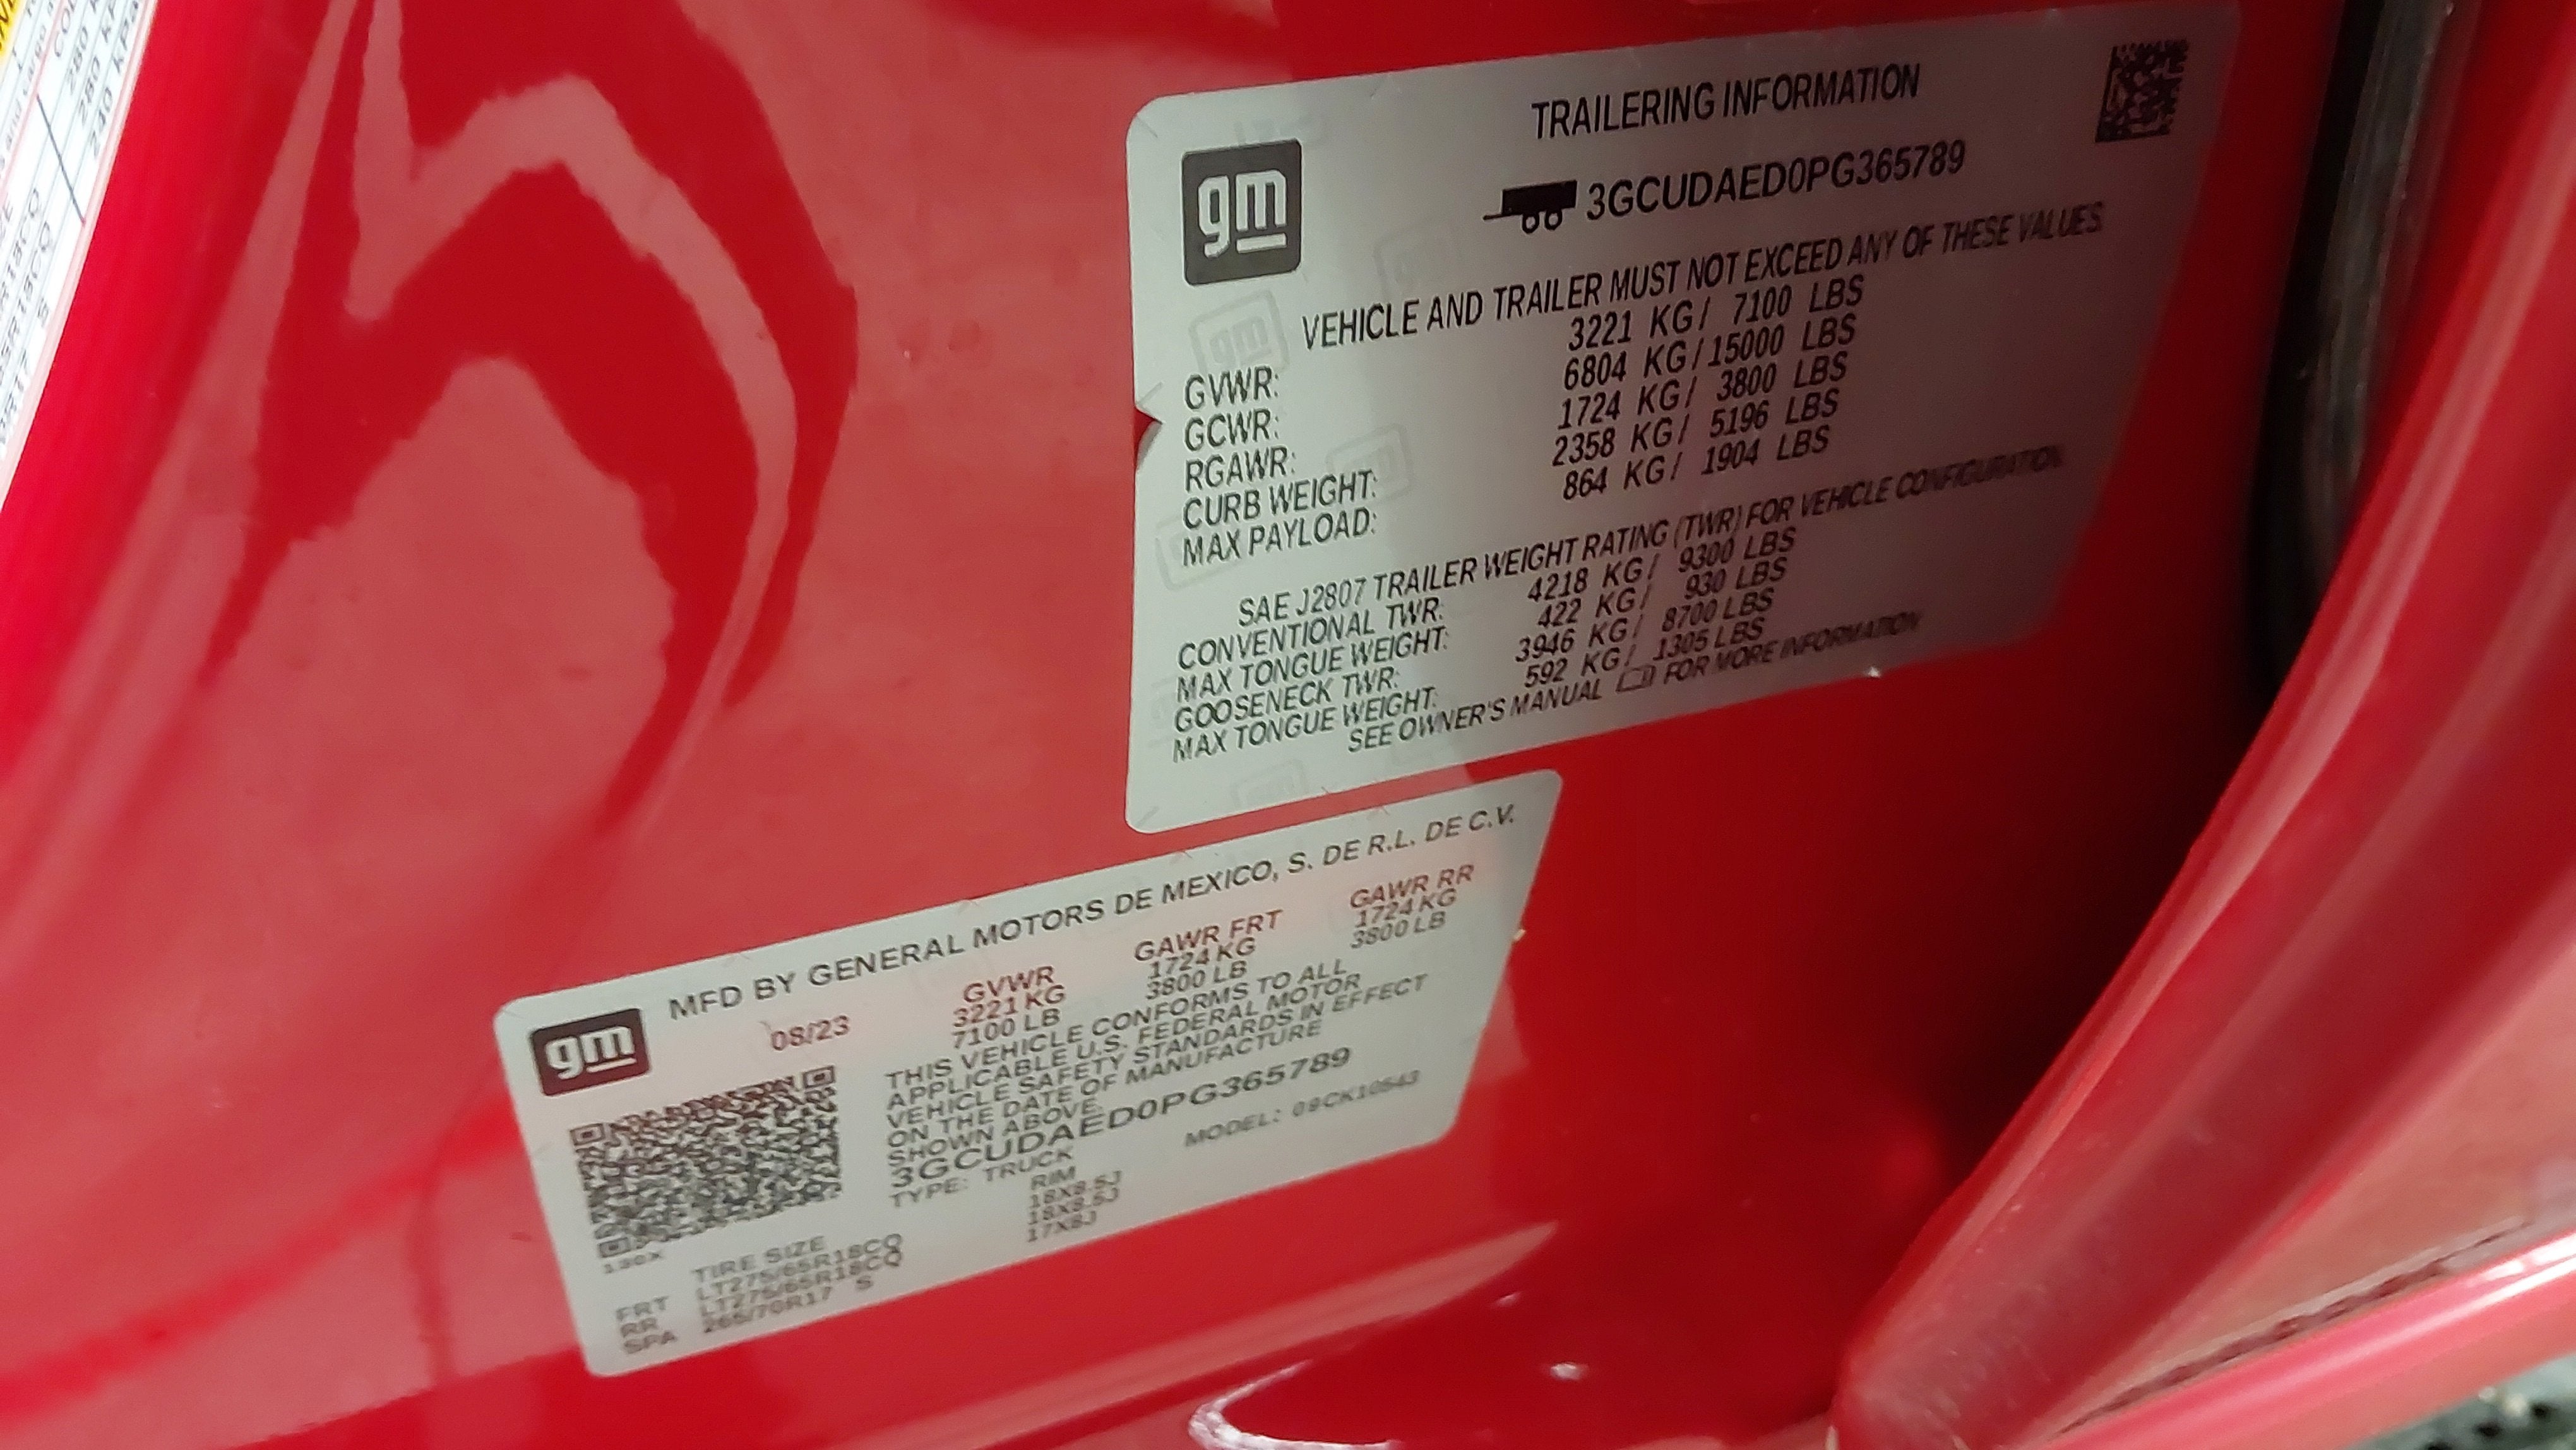 gm
TRAILERING INFORMATION
3GCUDAED0PG365789
VEHICLE AND TRAILER MUST NOT EXCEED ANY OF THESE VALUES
GVWR: 3221 KG/ 7100 LBS
GCWR: 6804 KG/15000 LBS
RGAWR: 1724 KG/ 3800 LBS
CURB WEIGHT: 2358 KG/ 5196 LBS
MAX PAYLOAD: 864 KG/ 1904 LBS
SAE J2807 TRAILER WEIGHT RATING (TWR) FOR VEHICLE CONFIGURATION
CONVENTIONAL TWR: 4218 KG/ 9300 LBS
MAX TONGUE WEIGHT: 422 KG/ 930 LBS
GOOSENECK TWR: 3946 KG/ 8700 LBS
MAX TONGUE WEIGHT: 592 KG/ 1305 LBS
SEE OWNER'S MANUAL FOR MORE INFORMATION
gm
MFD BY GENERAL MOTORS DE MEXICO, S. DE R.L. DE C.V.
08/23 GVWR GAWR FRT GAWR RR
3221 KG 1724 KG 1724 KG
7100 LB 3800 LB 3800 LB
THIS VEHICLE CONFORMS TO ALL
APPLICABLE U.S. FEDERAL MOTOR
VEHICLE SAFETY STANDARDS IN EFFECT
ON THE DATE OF MANUFACTURE
SHOWN ABOVE.
3GCUDAED0PG365789
TYPE: TRUCK MODEL: 09CK10543
TIRE SIZE RIM
FRT LT275/65R18CQ 18X8.5J
RR LT275/65R18CQ 18X8.5J
SPA 265/70R17 S 17X8J